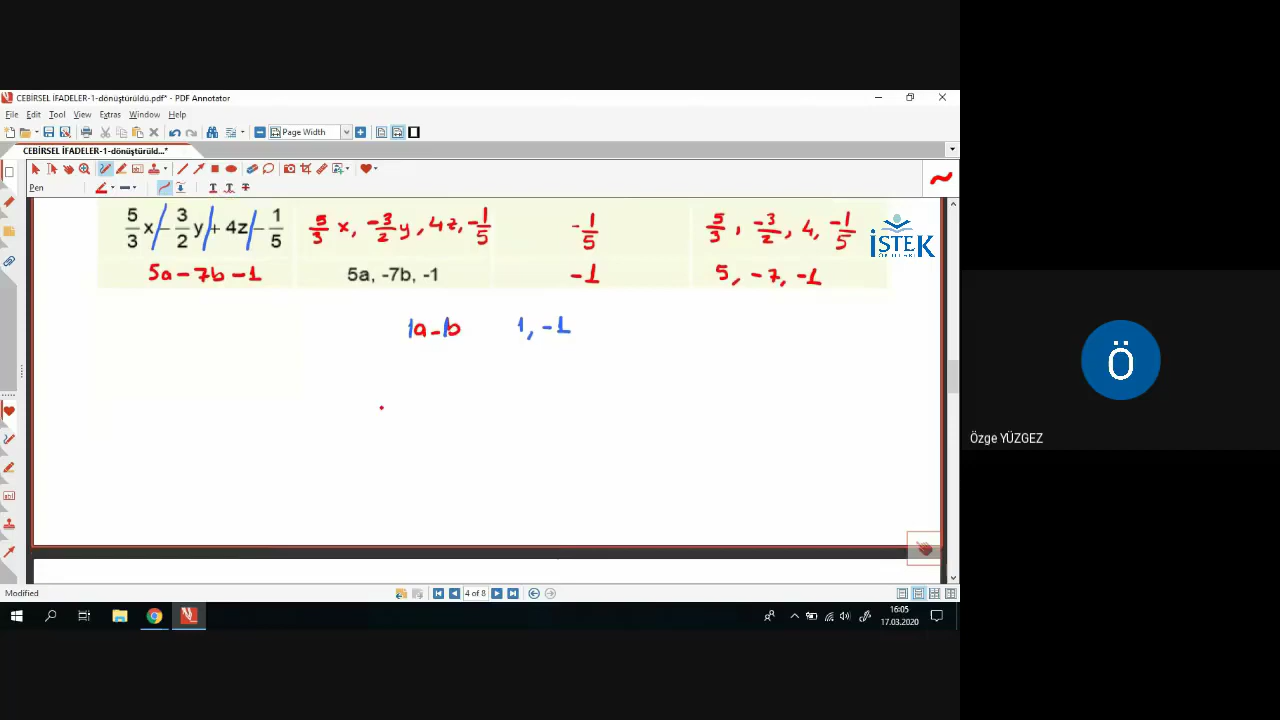 CEBİRSEL İFADELER-1-dönüştürüldü.pdf* - PDF Annotator
File Edit Tool View Extras Window Help
Page Width
CEBİRSEL İFADELER-1-dönüştürüld...*
Pen
5/3 x - 3/2 y + 4z - 1/5
5/3 x, -3/2 y, 4z, -1/5
-1/5
5/3, -3/2, 4, -1/5
İSTEK
5a - 7b - 1
5a, -7b, -1
-1
5, -7, -1
1a - 1b 1, -1
Ö
Özge YÜZGEZ
Modified
4 of 8
16:05
17.03.2020